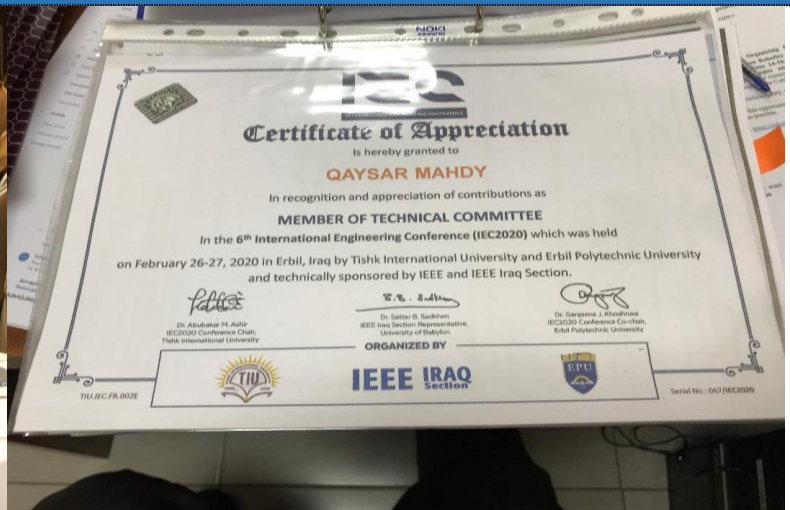 NOKI
IEC
INTERNATIONAL ENGINEERING CONFERENCE
Certificate of Appreciation
Is hereby granted to
QAYSAR MAHDY
In recognition and appreciation of contributions as
MEMBER OF TECHNICAL COMMITTEE
In the 6th International Engineering Conference (IEC2020) which was held
on February 26-27, 2020 in Erbil, Iraq by Tishk International University and Erbil Polytechnic University
and technically sponsored by IEEE and IEEE Iraq Section.
Dr. Abubakar M. Ashir
IEC2020 Conference Chair,
Tishk International University
Dr. Sattar B. Sadkhan
IEEE Iraq Section Representative,
University of Babylon
Dr. Ganjeena J. Khoshnaw
IEC2020 Conference Co-chair,
Erbil Polytechnic University
ORGANIZED BY
TIU
IEEE IRAQ
Section
EPU
TIU.IEC.FR.002E
Serial No.: 067/IEC2020